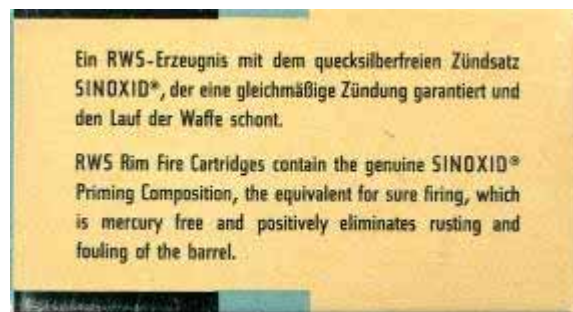 Ein RWS-Erzeugnis mit dem quecksilberfreien Zündsatz
SINOXID®, der eine gleichmäßige Zündung garantiert und
den Lauf der Waffe schont.
RWS Rim Fire Cartridges contain the genuine SINOXID®
Priming Composition, the equivalent for sure firing, which
is mercury free and positively eliminates rusting and
fouling of the barrel.